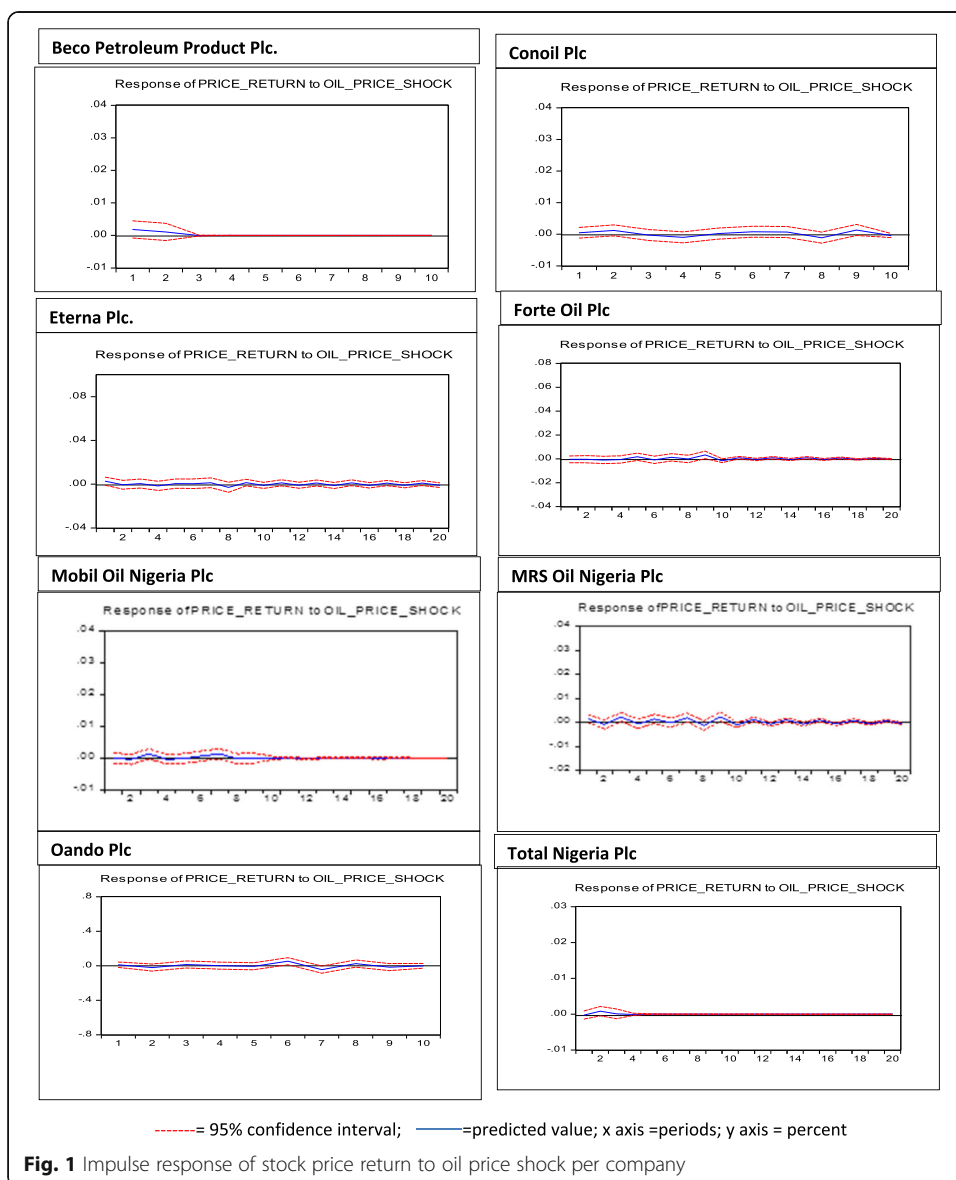 Beco Petroleum Product Plc.
Response of PRICE_RETURN to OIL_PRICE_SHOCK
.04
.03
.02
.01
.00
-.01
1 2 3 4 5 6 7 8 9 10
Conoil Plc
Response of PRICE_RETURN to OIL_PRICE_SHOCK
.04
.03
.02
.01
.00
-.01
1 2 3 4 5 6 7 8 9 10
Eterna Plc.
Response of PRICE_RETURN to OIL_PRICE_SHOCK
.08
.04
.00
-.04
2 4 6 8 10 12 14 16 18 20
Forte Oil Plc
Response of PRICE_RETURN to OIL_PRICE_SHOCK
.08
.06
.04
.02
.00
-.02
-.04
2 4 6 8 10 12 14 16 18 20
Mobil Oil Nigeria Plc
Response of PRICE_RETURN to OIL_PRICE_SHOCK
.04
.03
.02
.01
.00
-.01
2 4 6 8 10 12 14 16 18 20
MRS Oil Nigeria Plc
Response of PRICE_RETURN to OIL_PRICE_SHOCK
.04
.03
.02
.01
.00
-.01
-.02
2 4 6 8 10 12 14 16 18 20
Oando Plc
Response of PRICE_RETURN to OIL_PRICE_SHOCK
.8
.4
.0
-.4
-.8
1 2 3 4 5 6 7 8 9 10
Total Nigeria Plc
Response of PRICE_RETURN to OIL_PRICE_SHOCK
.03
.02
.01
.00
-.01
2 4 6 8 10 12 14 16 18 20
------= 95% confidence interval; ——=predicted value; x axis =periods; y axis = percent
Fig. 1 Impulse response of stock price return to oil price shock per company